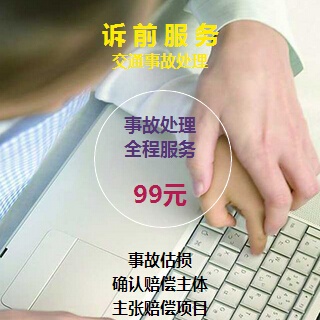 诉前服务
交通事故处理
事故处理
全程服务
99元
事故估损
确认赔偿主体
主张赔偿项目